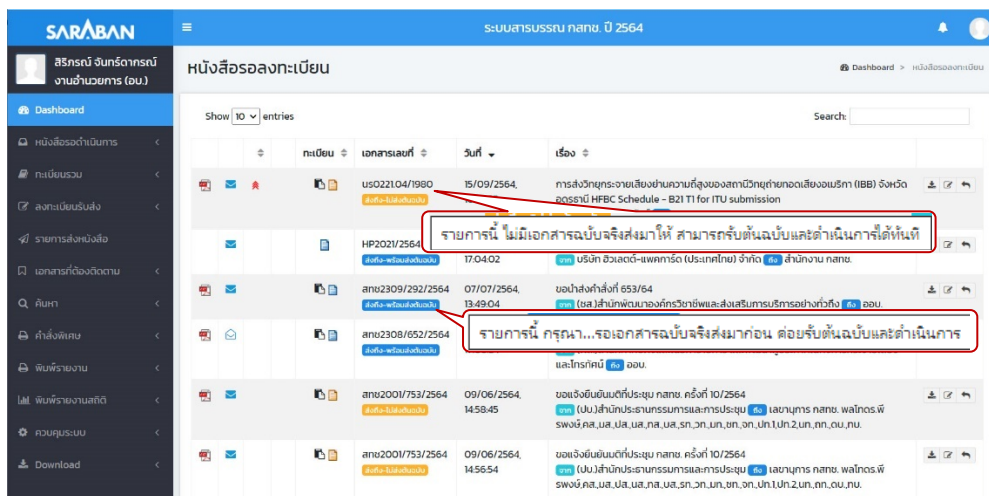 SARABAN
ระบบสารบรรณ กสทช. ปี 2564
สิริกรณ์ จันทร์ดากรณ์
งานอำนวยการ (อบ.)
หนังสือรอลงทะเบียน
Dashboard > หนังสือรอลงทะเบียน
Dashboard
หนังสือรอดำเนินการ
ทะเบียนรวม
ลงทะเบียนรับส่ง
รายการส่งหนังสือ
เอกสารที่ต้องติดตาม
ค้นหา
คำสั่งพิเศษ
พิมพ์รายงาน
พิมพ์รายงานสถิติ
ควบคุมระบบ
Download
Show 10 entries
Search:
ทะเบียน เอกสารเลขที่ วันที่ เรื่อง
นร0221.04/1980 15/09/2564, การส่งวิทยุกระจายเสียงย่านความถี่สูงของสถานีวิทยุถ่ายทอดเสียงอเมริกา (IBB) จังหวัด
ส่งถึง-ไม่ส่งต้นฉบับ อุดรธานี HFBC Schedule - B21 T1 for ITU submission
รายการนี้ ไม่มีเอกสารฉบับจริงส่งมาให้ สามารถรับต้นฉบับและดำเนินการได้ทันที
HP2021/2564
ส่งถึง-พร้อมส่งต้นฉบับ 17:04:02 จาก บริษัท ฮิวเลตต์-แพคการ์ด (ประเทศไทย) จำกัด ถึง สำนักงาน กสทช.
สทช2309/292/2564 07/07/2564, ขอนำส่งคำสั่งที่ 653/64
ส่งถึง-พร้อมส่งต้นฉบับ 13:49:04 จาก (ชส.)สำนักพัฒนาองค์กรวิชาชีพและส่งเสริมการบริการอย่างทั่วถึง ถึง ออบ.
รายการนี้ กรุณา...รอเอกสารฉบับจริงส่งมาก่อน ค่อยรับต้นฉบับและดำเนินการ
สทช2308/652/2564
ส่งถึง-พร้อมส่งต้นฉบับ
และโทรทัศน์ ถึง ออบ.
สทช2001/753/2564 09/06/2564, ขอแจ้งยืนยันมติที่ประชุม กสทช. ครั้งที่ 10/2564
ส่งถึง-ไม่ส่งต้นฉบับ 14:58:45 จาก (ปบ.)สำนักประธานกรรมการและการประชุม ถึง เลขานุการ กสทช. พลโทดร.พี
สทช2001/753/2564 09/06/2564, ขอแจ้งยืนยันมติที่ประชุม กสทช. ครั้งที่ 10/2564
ส่งถึง-ไม่ส่งต้นฉบับ 14:56:54 จาก (ปบ.)สำนักประธานกรรมการและการประชุม ถึง เลขานุการ กสทช. พลโทดร.พี